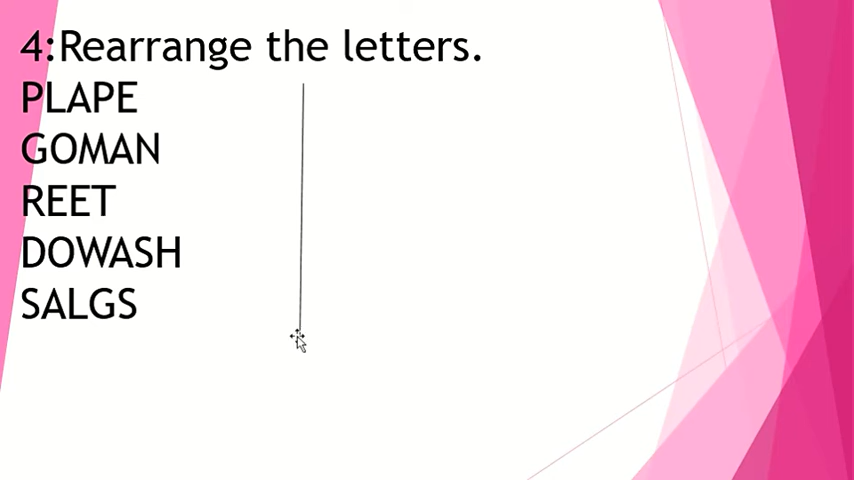 4:Rearrange the letters.
PLAPE
GOMAN
REET
DOWASH
SALGS